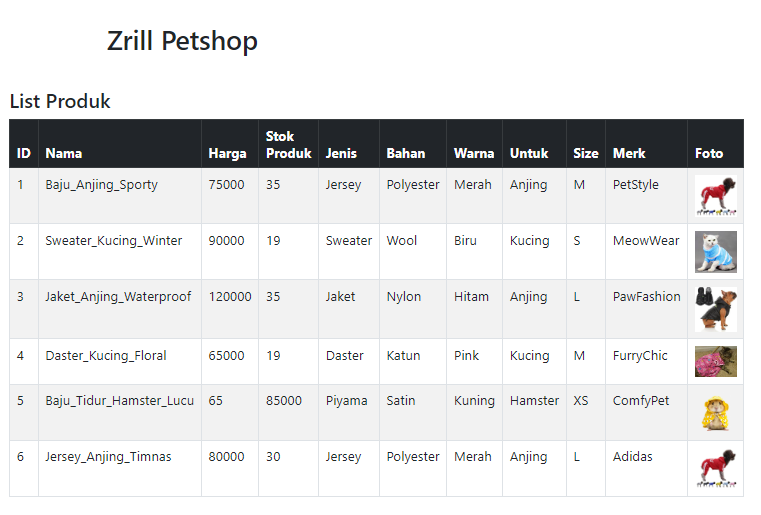 Zrill Petshop
List Produk
ID Nama Harga Stok Produk Jenis Bahan Warna Untuk Size Merk Foto
1 Baju_Anjing_Sporty 75000 35 Jersey Polyester Merah Anjing M PetStyle
2 Sweater_Kucing_Winter 90000 19 Sweater Wool Biru Kucing S MeowWear
3 Jaket_Anjing_Waterproof 120000 35 Jaket Nylon Hitam Anjing L PawFashion
4 Daster_Kucing_Floral 65000 19 Daster Katun Pink Kucing M FurryChic
5 Baju_Tidur_Hamster_Lucu 65 85000 Piyama Satin Kuning Hamster XS ComfyPet
6 Jersey_Anjing_Timnas 80000 30 Jersey Polyester Merah Anjing L Adidas